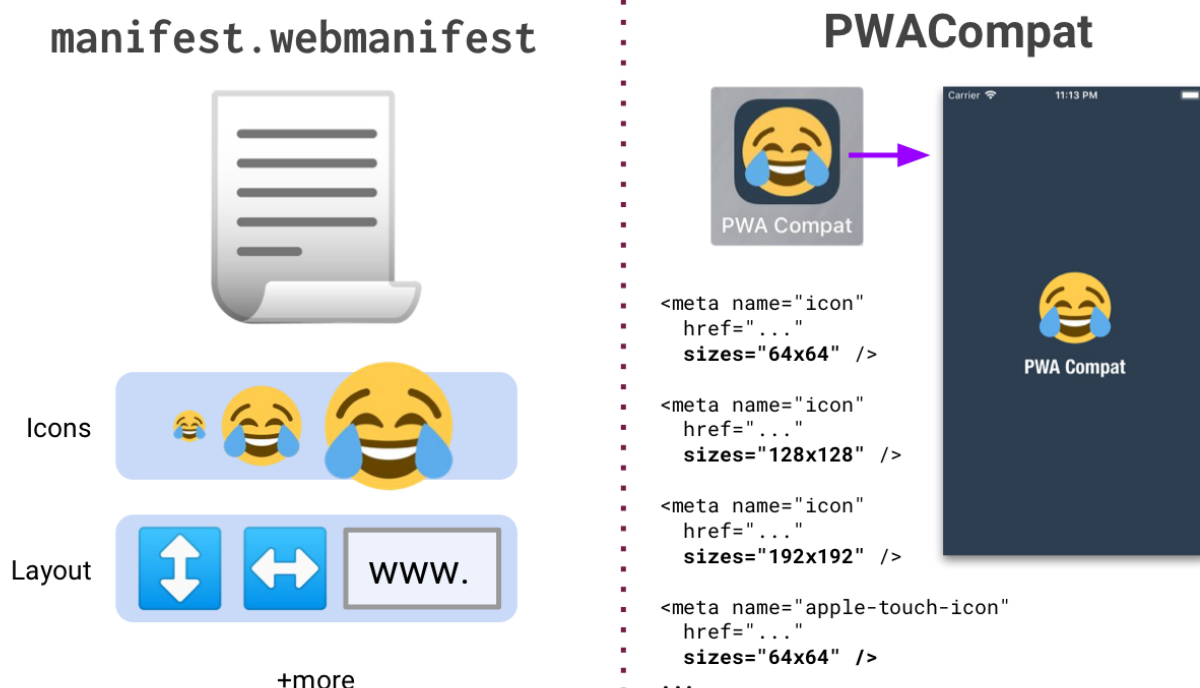 manifest.webmanifest
Icons
Layout
www.
+more
PWACompat
PWA Compat
Carrier
11:13 PM
PWA Compat
<meta name="icon"
href="..."
sizes="64x64" />
<meta name="icon"
href="..."
sizes="128x128" />
<meta name="icon"
href="..."
sizes="192x192" />
<meta name="apple-touch-icon"
href="..."
sizes="64x64" />
...